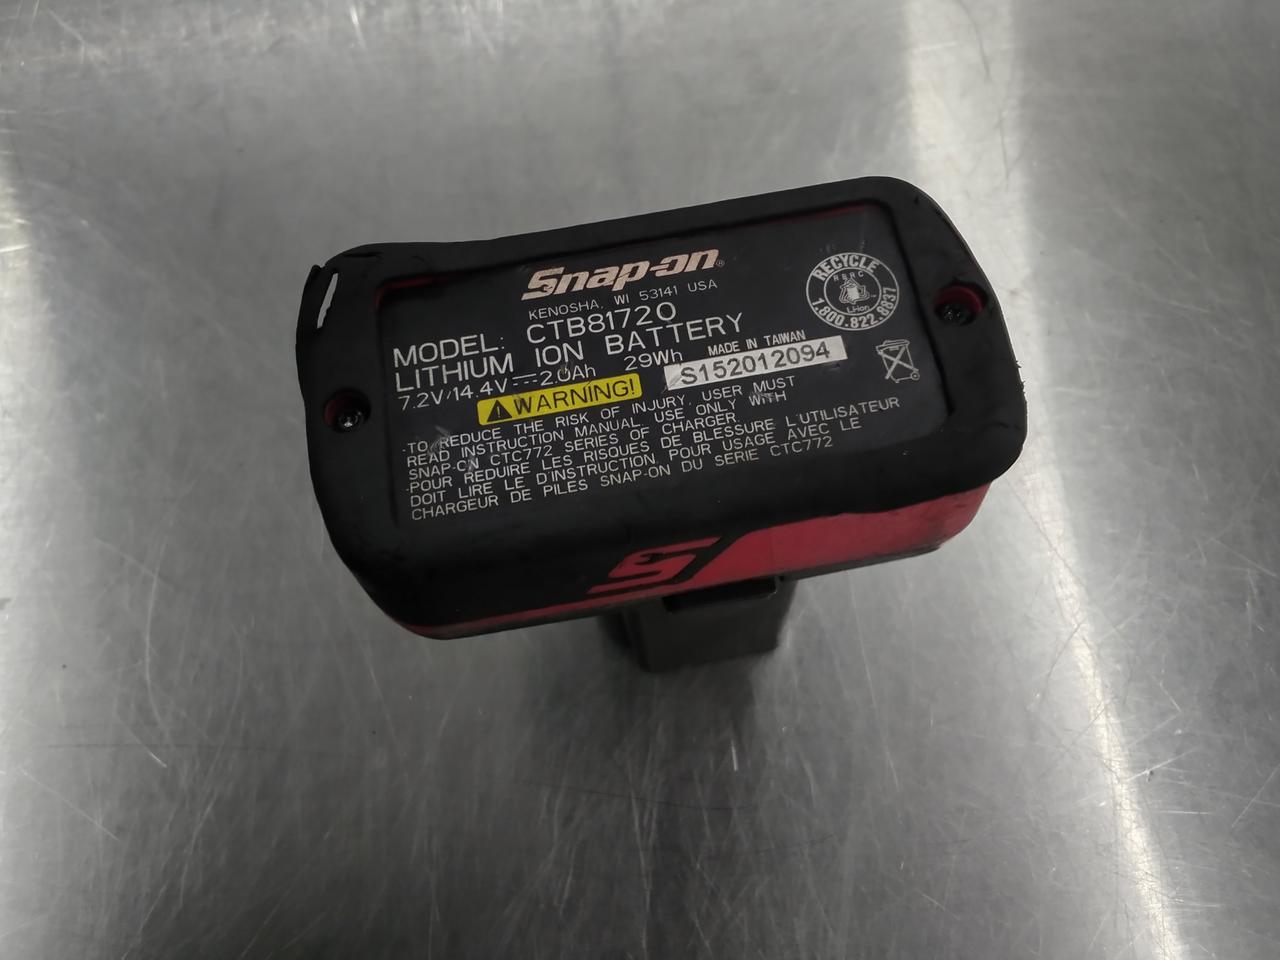 Snap-on®
KENOSHA, WI 53141 USA
MODEL: CTB81720
LITHIUM ION BATTERY
7.2V/14.4V⎓2.0Ah 29Wh MADE IN TAIWAN
S152012094
⚠WARNING!
-TO REDUCE THE RISK OF INJURY, USER MUST
READ INSTRUCTION MANUAL. USE ONLY WITH
SNAP-ON CTC772 SERIES OF CHARGER.
-POUR REDUIRE LES RISQUES DE BLESSURE L'UTILISATEUR
DOIT LIRE LE D'INSTRUCTION POUR USAGE AVEC LE
CHARGEUR DE PILES SNAP-ON DU SERIE CTC772
RECYCLE
RBRC
Li-ion
1.800.822.8837
S